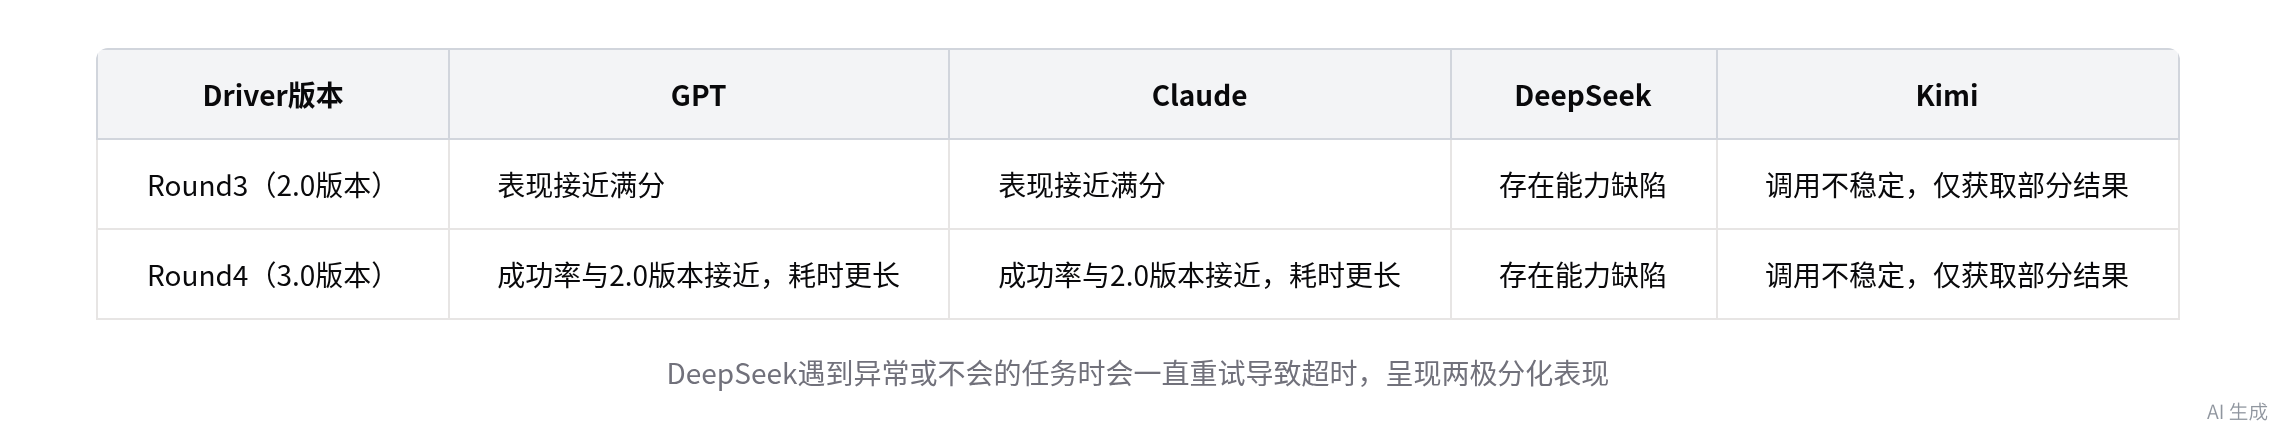 Driver版本 GPT Claude DeepSeek Kimi
Round3（2.0版本） 表现接近满分 表现接近满分 存在能力缺陷 调用不稳定，仅获取部分结果
Round4（3.0版本） 成功率与2.0版本接近，耗时更长 成功率与2.0版本接近，耗时更长 存在能力缺陷 调用不稳定，仅获取部分结果
DeepSeek遇到异常或不会的任务时会一直重试导致超时，呈现两极分化表现
AI 生成